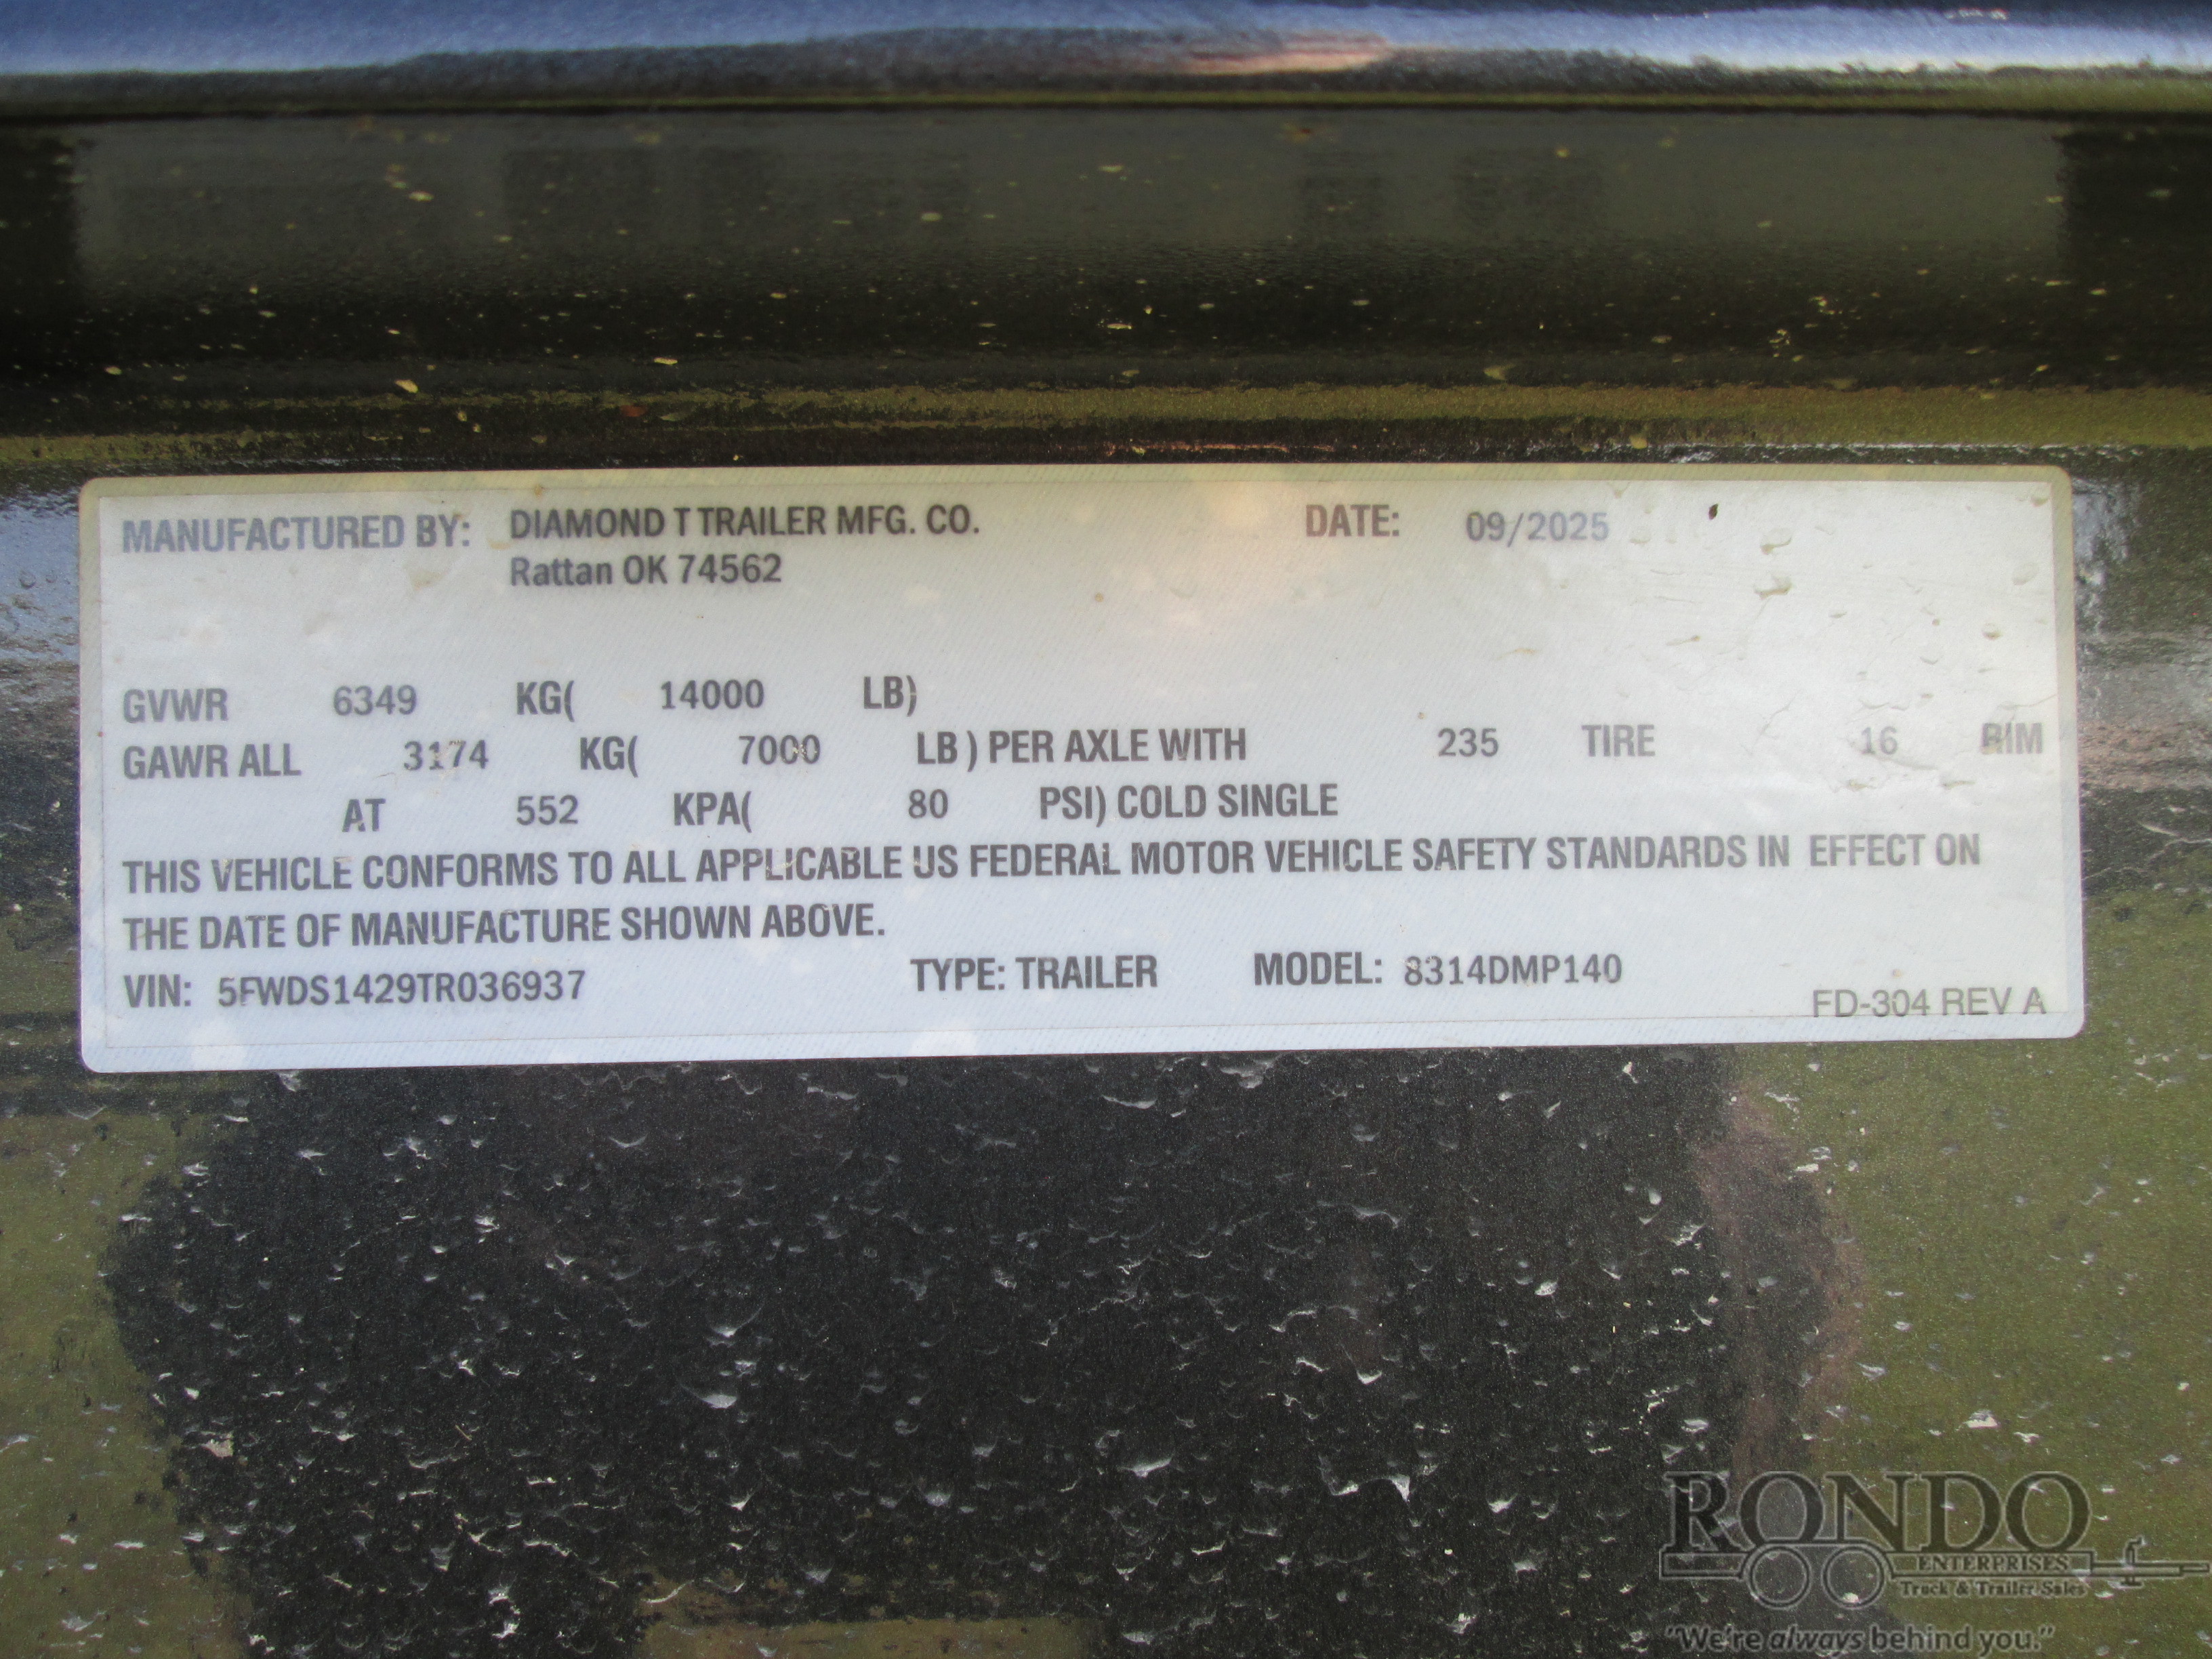 MANUFACTURED BY: DIAMOND T TRAILER MFG. CO. DATE: 09/2025
Rattan OK 74562
GVWR 6349 KG( 14000 LB)
GAWR ALL 3174 KG( 7000 LB ) PER AXLE WITH 235 TIRE 16 RIM
AT 552 KPA( 80 PSI) COLD SINGLE
THIS VEHICLE CONFORMS TO ALL APPLICABLE US FEDERAL MOTOR VEHICLE SAFETY STANDARDS IN EFFECT ON
THE DATE OF MANUFACTURE SHOWN ABOVE.
VIN: 5FWDS1429TR036937 TYPE: TRAILER MODEL: 8314DMP140
FD-304 REV A
RONDO
ENTERPRISES
Truck & Trailer Sales
"We're always behind you."